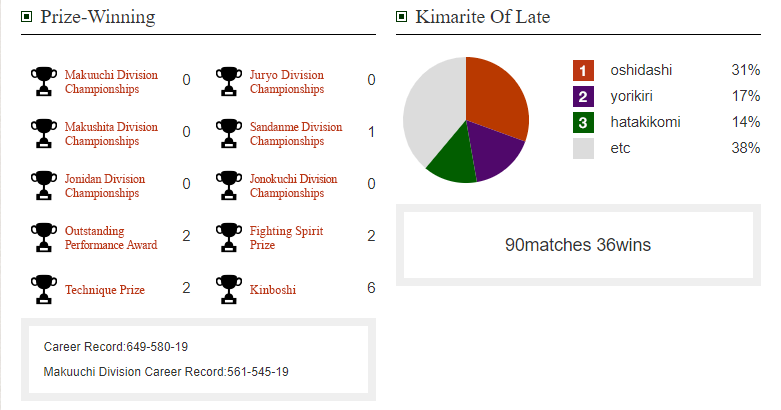 Prize-Winning
Makuuchi Division
Championships
0
Juryo Division
Championships
0
Makushita Division
Championships
0
Sandanme Division
Championships
1
Jonidan Division
Championships
0
Jonokuchi Division
Championships
0
Outstanding
Performance Award
2
Fighting Spirit
Prize
2
Technique Prize
2
Kinboshi
6
Career Record:649-580-19
Makuuchi Division Career Record:561-545-19
Kimarite Of Late
1 oshidashi 31%
2 yorikiri 17%
3 hatakikomi 14%
etc 38%
90matches 36wins